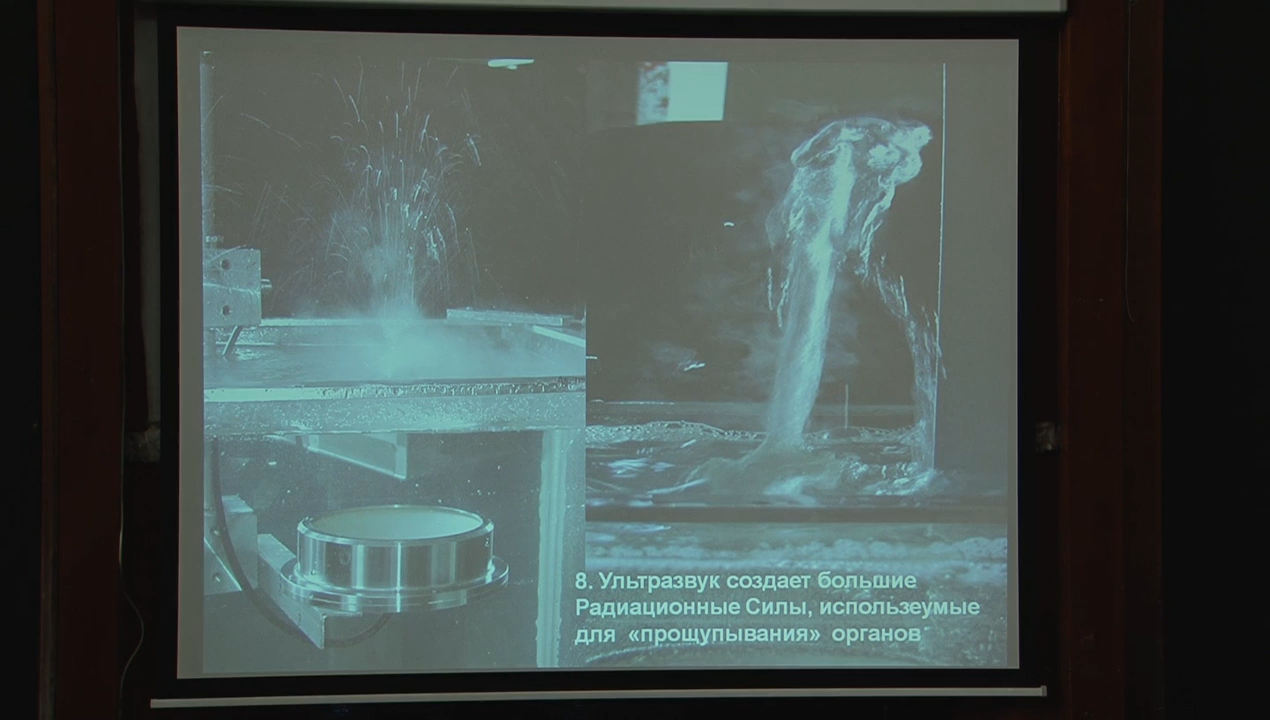 8. Ультразвук создает большие
Радиационные Силы, использеумые
для «прощупывания» органов